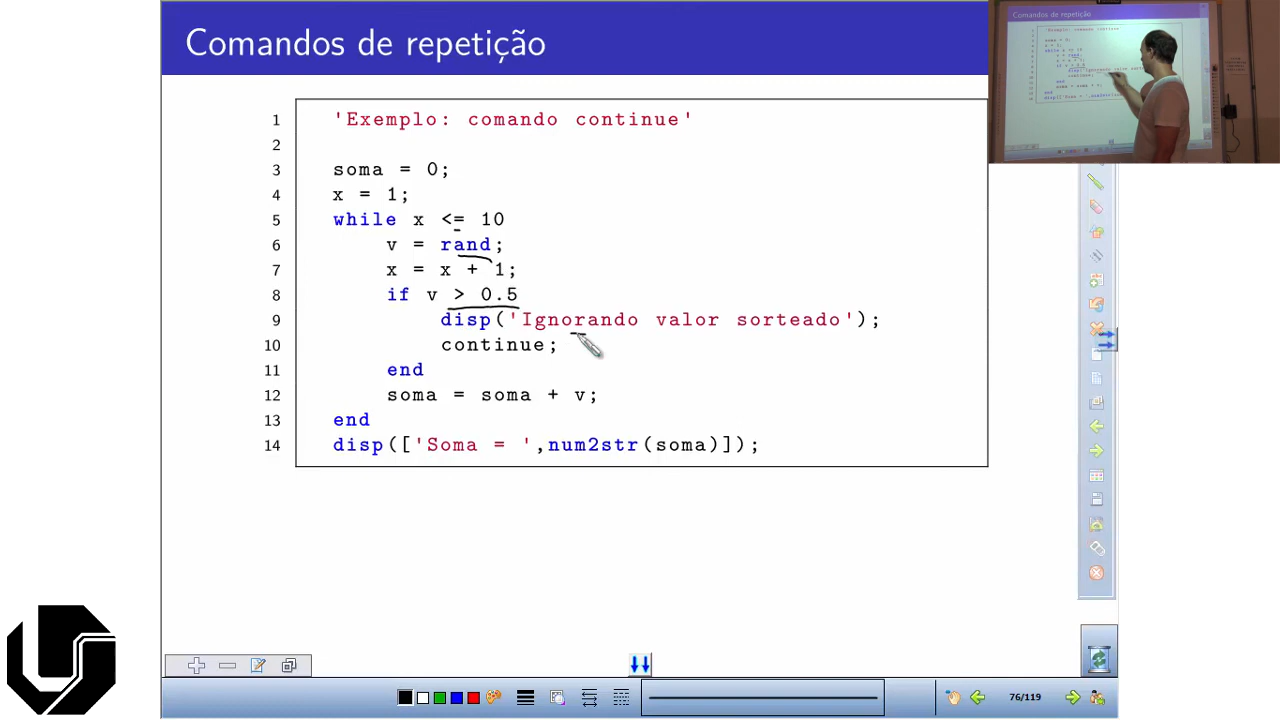 Comandos de repetição
1 'Exemplo: comando continue'
2
3 soma = 0;
4 x = 1;
5 while x <= 10
6 v = rand;
7 x = x + 1;
8 if v > 0.5
9 disp('Ignorando valor sorteado');
10 continue;
11 end
12 soma = soma + v;
13 end
14 disp(['Soma = ',num2str(soma)]);
76/119